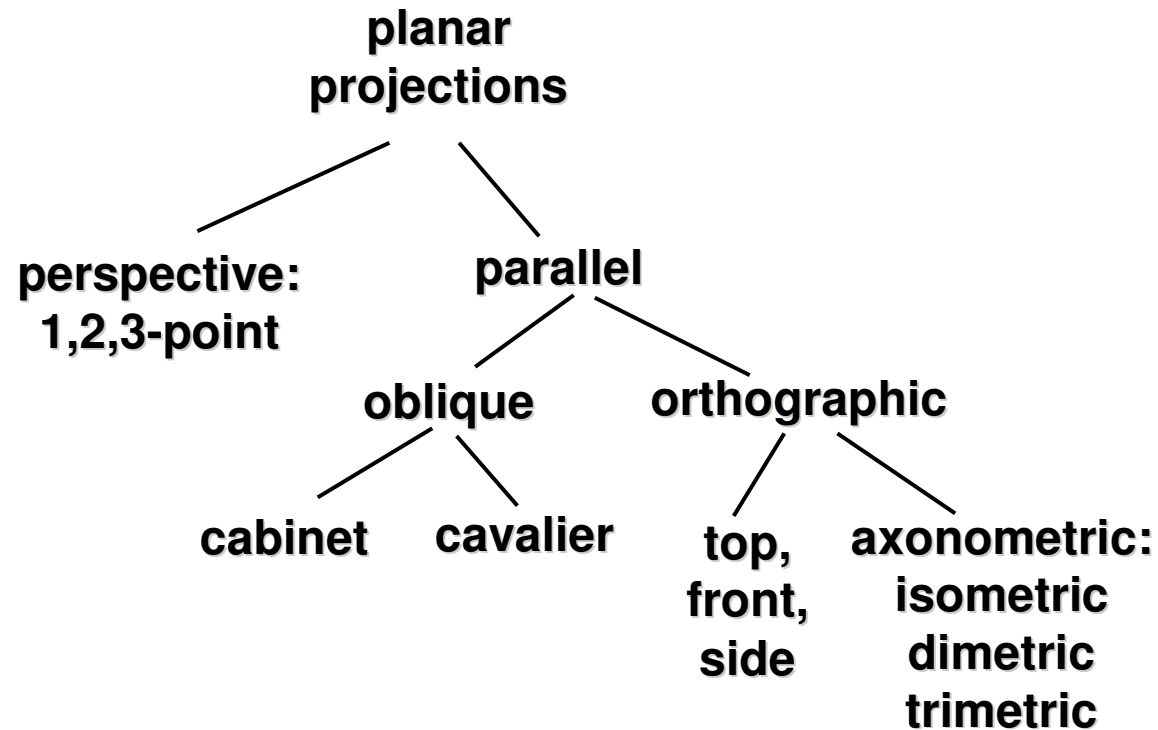 planar
projections
perspective:
1,2,3-point
parallel
oblique
orthographic
cabinet
cavalier
top,
front,
side
axonometric:
isometric
dimetric
trimetric